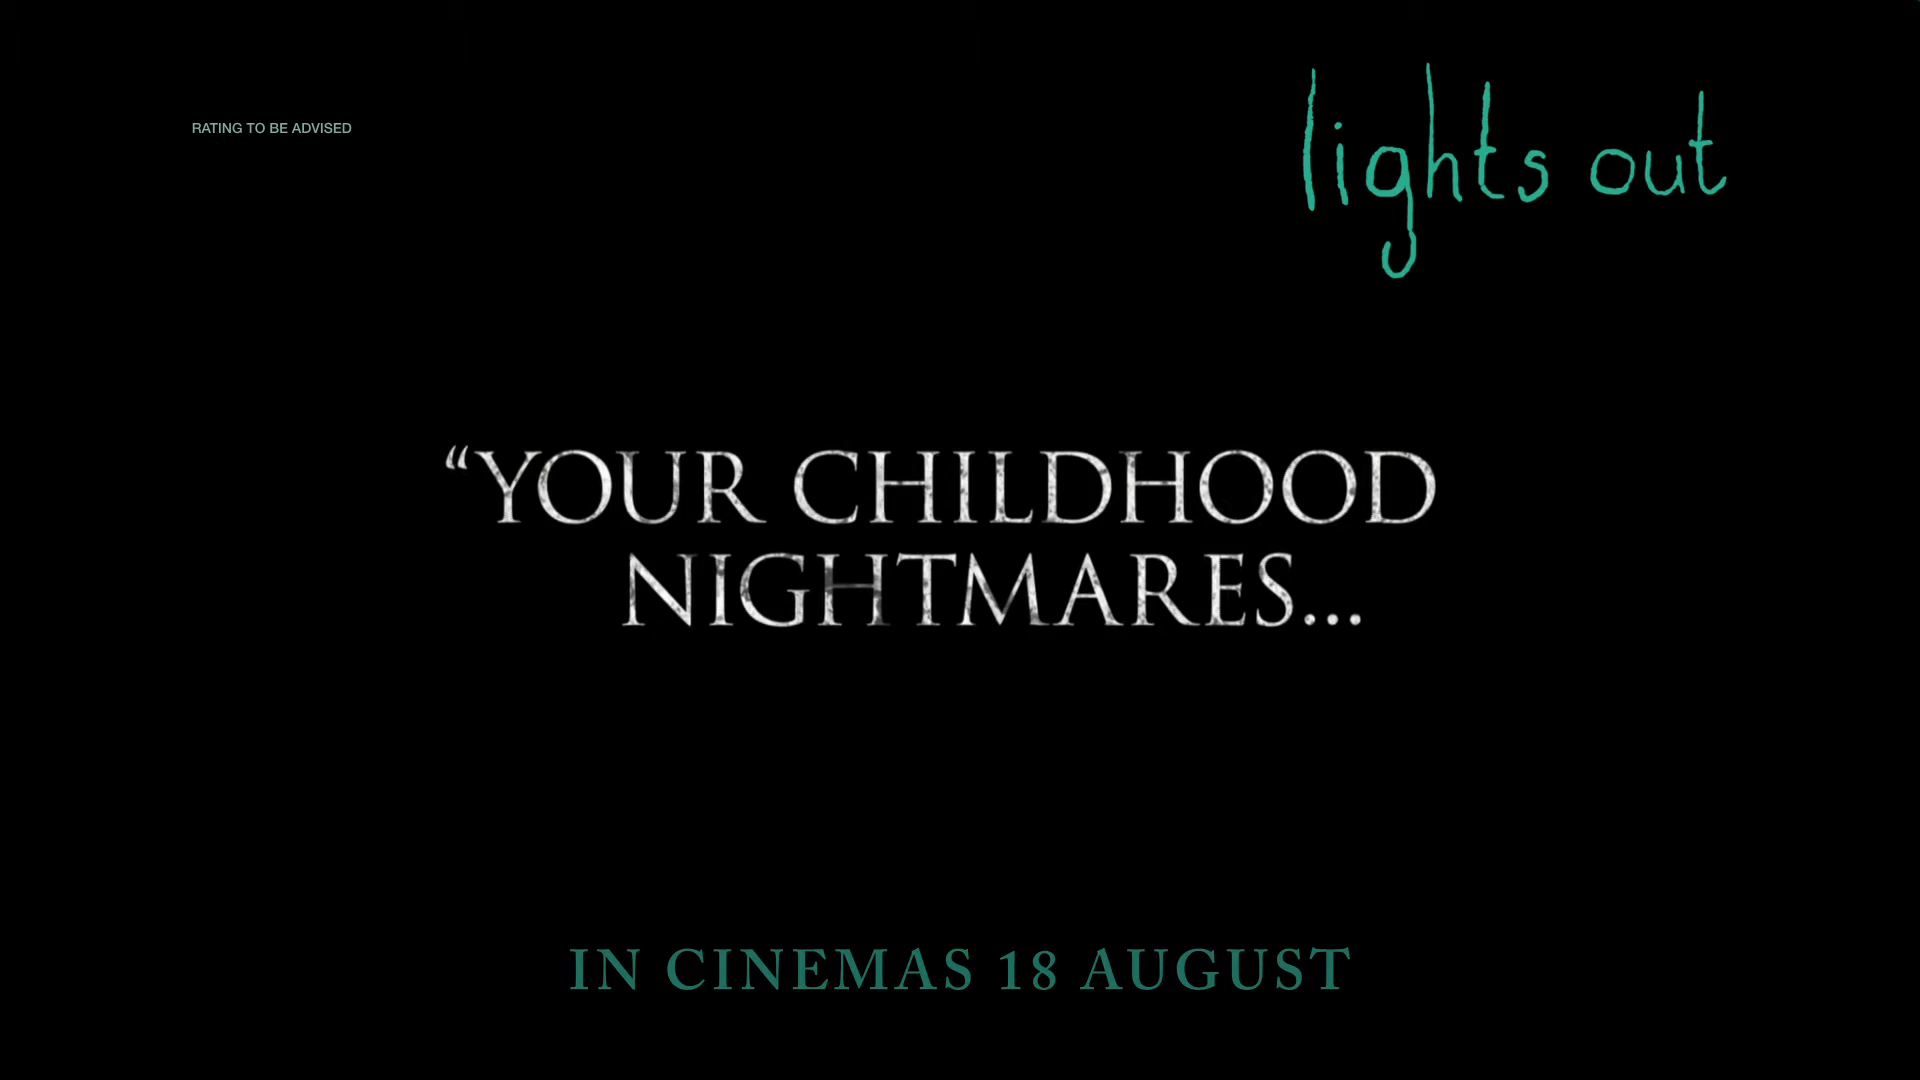 RATING TO BE ADVISED
lights out
“YOUR CHILDHOOD
NIGHTMARES...
IN CINEMAS 18 AUGUST